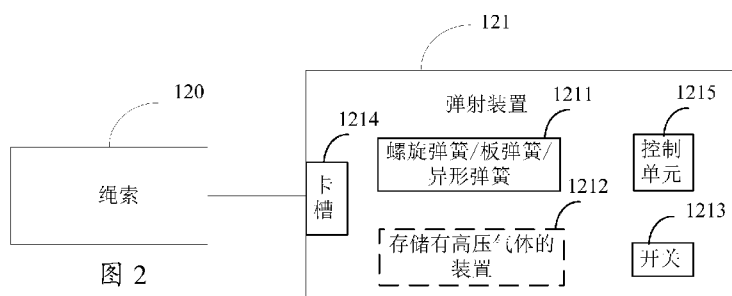 121
120
弹射装置
1211
1215
1214
螺旋弹簧/板弹簧/
异形弹簧
控制
单元
绳索
卡
槽
1212
1213
存储有高压气体的
装置
开关
图 2